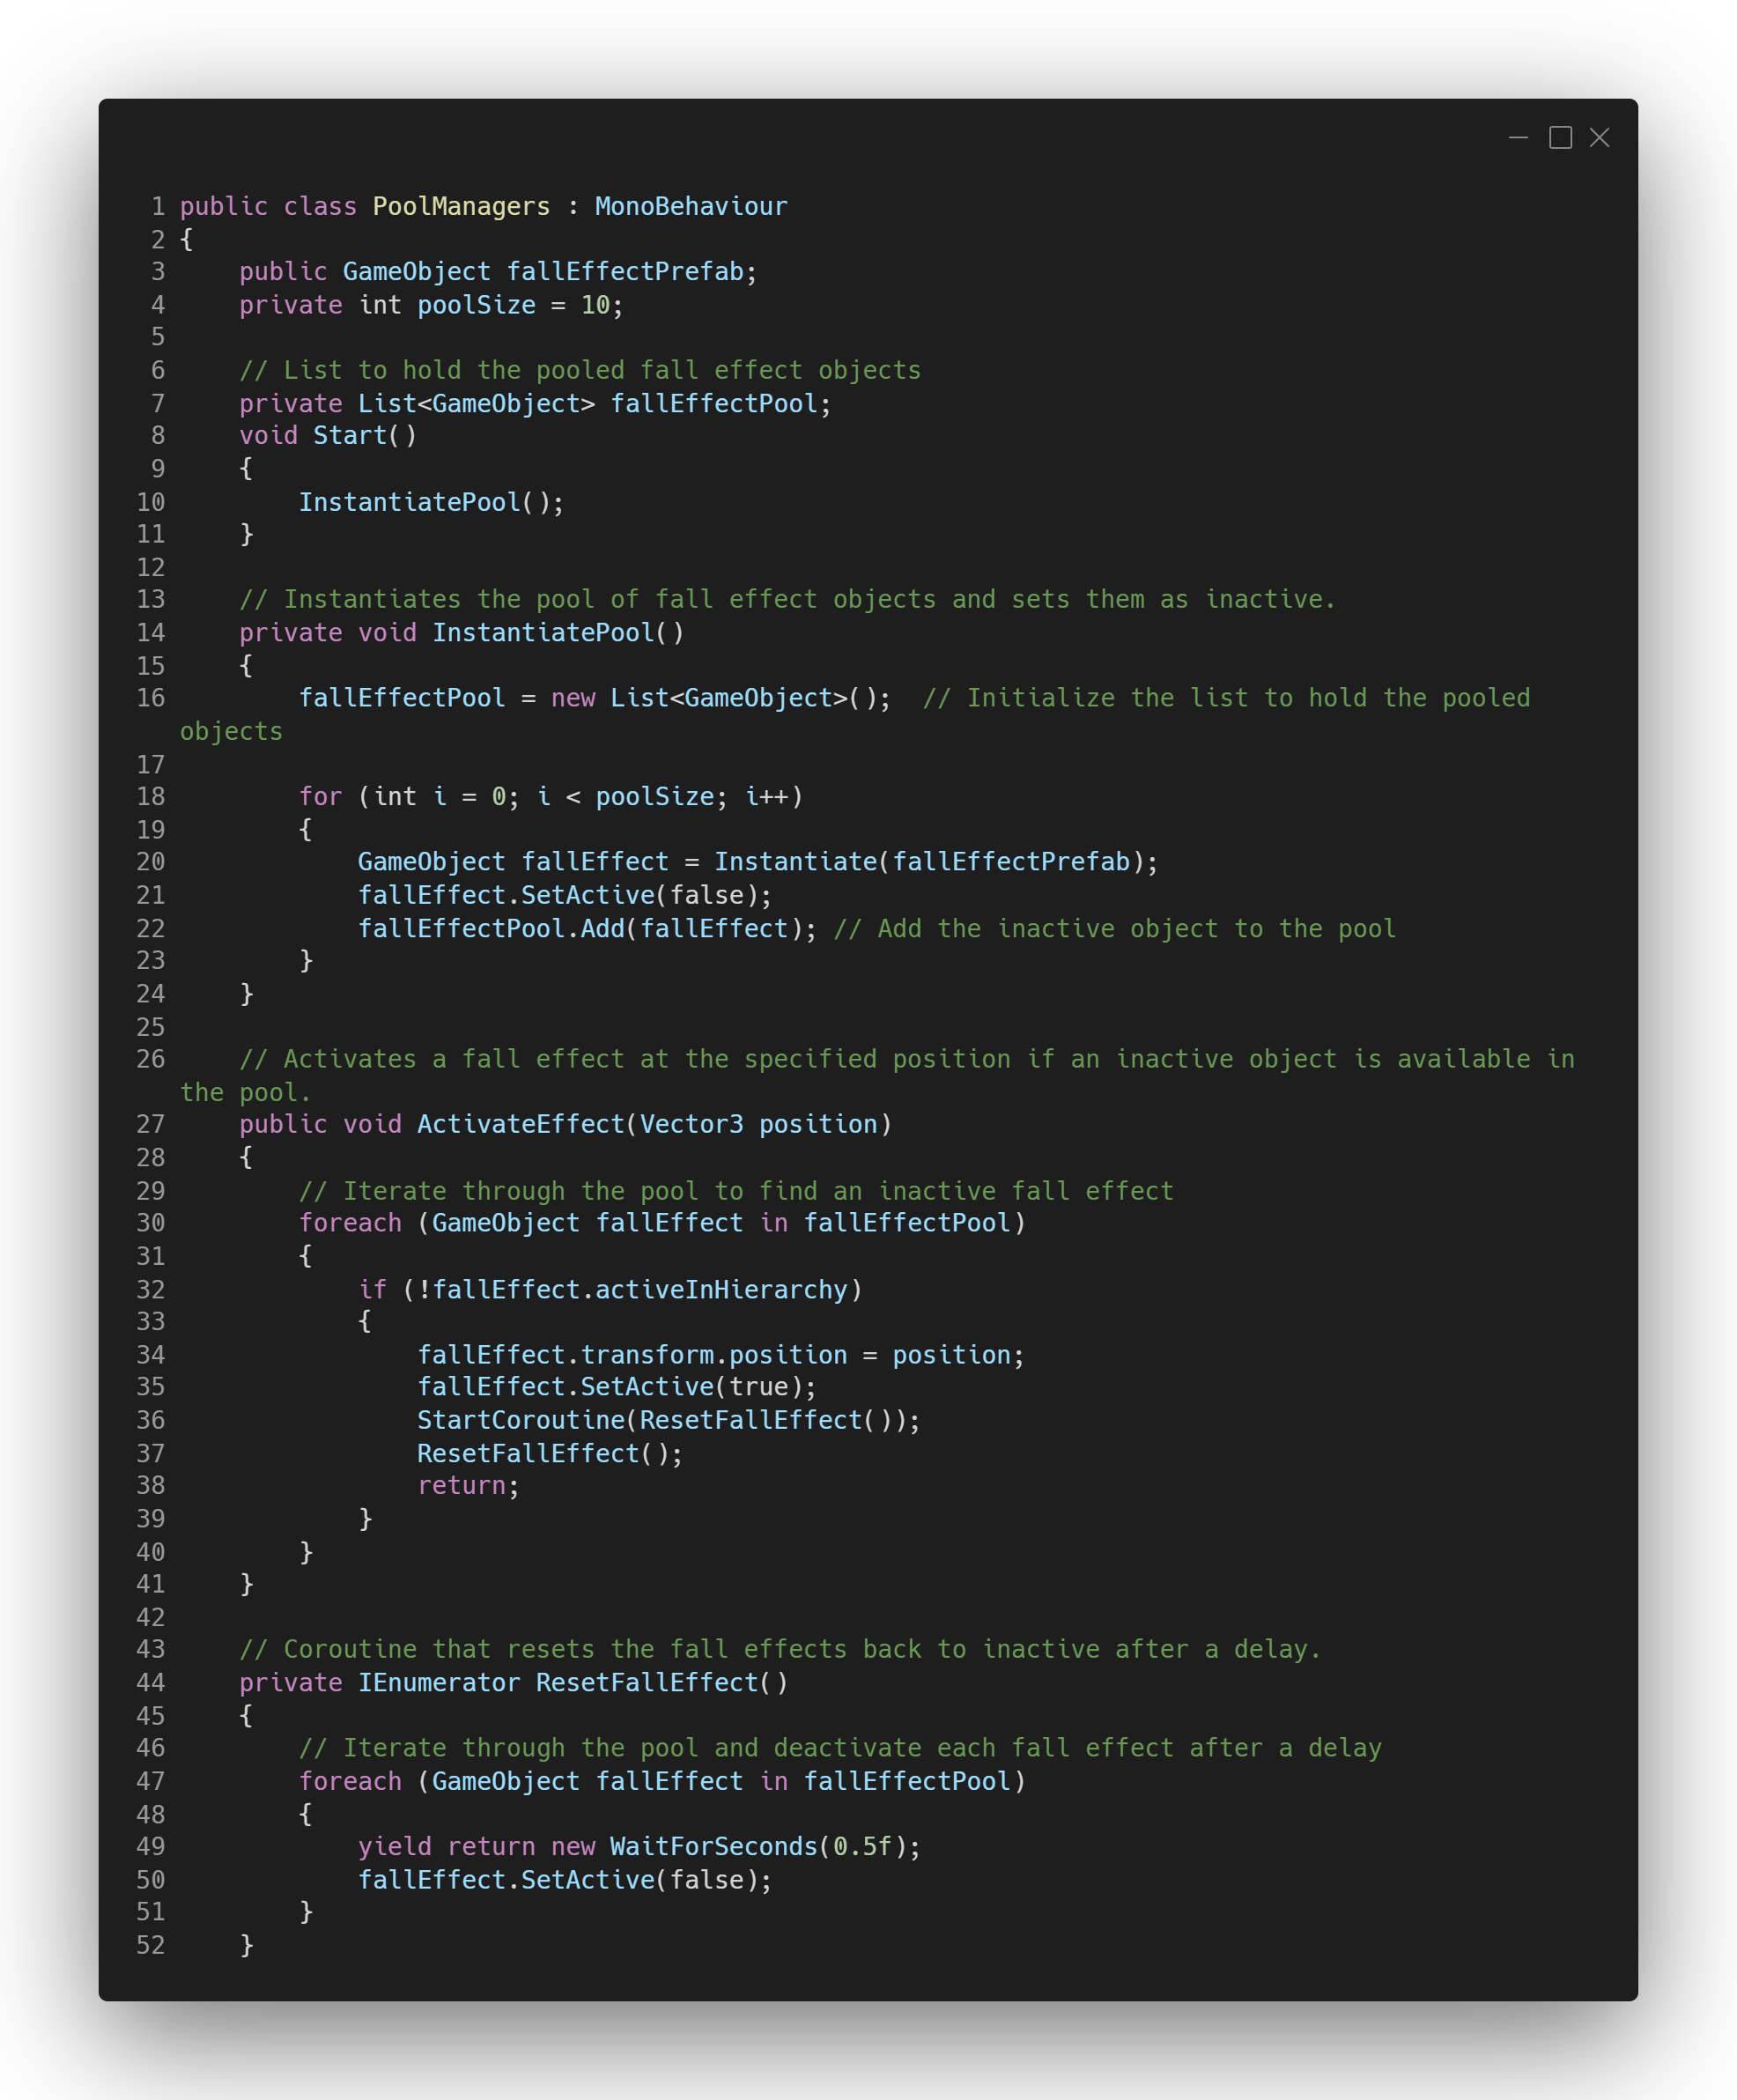 1 public class PoolManagers : MonoBehaviour
2 {
3     public GameObject fallEffectPrefab;
4     private int poolSize = 10;
5
6     // List to hold the pooled fall effect objects
7     private List<GameObject> fallEffectPool;
8     void Start()
9     {
10         InstantiatePool();
11     }
12
13     // Instantiates the pool of fall effect objects and sets them as inactive.
14     private void InstantiatePool()
15     {
16         fallEffectPool = new List<GameObject>();  // Initialize the list to hold the pooled
objects
17
18         for (int i = 0; i < poolSize; i++)
19         {
20             GameObject fallEffect = Instantiate(fallEffectPrefab);
21             fallEffect.SetActive(false);
22             fallEffectPool.Add(fallEffect); // Add the inactive object to the pool
23         }
24     }
25
26     // Activates a fall effect at the specified position if an inactive object is available in
the pool.
27     public void ActivateEffect(Vector3 position)
28     {
29         // Iterate through the pool to find an inactive fall effect
30         foreach (GameObject fallEffect in fallEffectPool)
31         {
32             if (!fallEffect.activeInHierarchy)
33             {
34                 fallEffect.transform.position = position;
35                 fallEffect.SetActive(true);
36                 StartCoroutine(ResetFallEffect());
37                 ResetFallEffect();
38                 return;
39             }
40         }
41     }
42
43     // Coroutine that resets the fall effects back to inactive after a delay.
44     private IEnumerator ResetFallEffect()
45     {
46         // Iterate through the pool and deactivate each fall effect after a delay
47         foreach (GameObject fallEffect in fallEffectPool)
48         {
49             yield return new WaitForSeconds(0.5f);
50             fallEffect.SetActive(false);
51         }
52     }